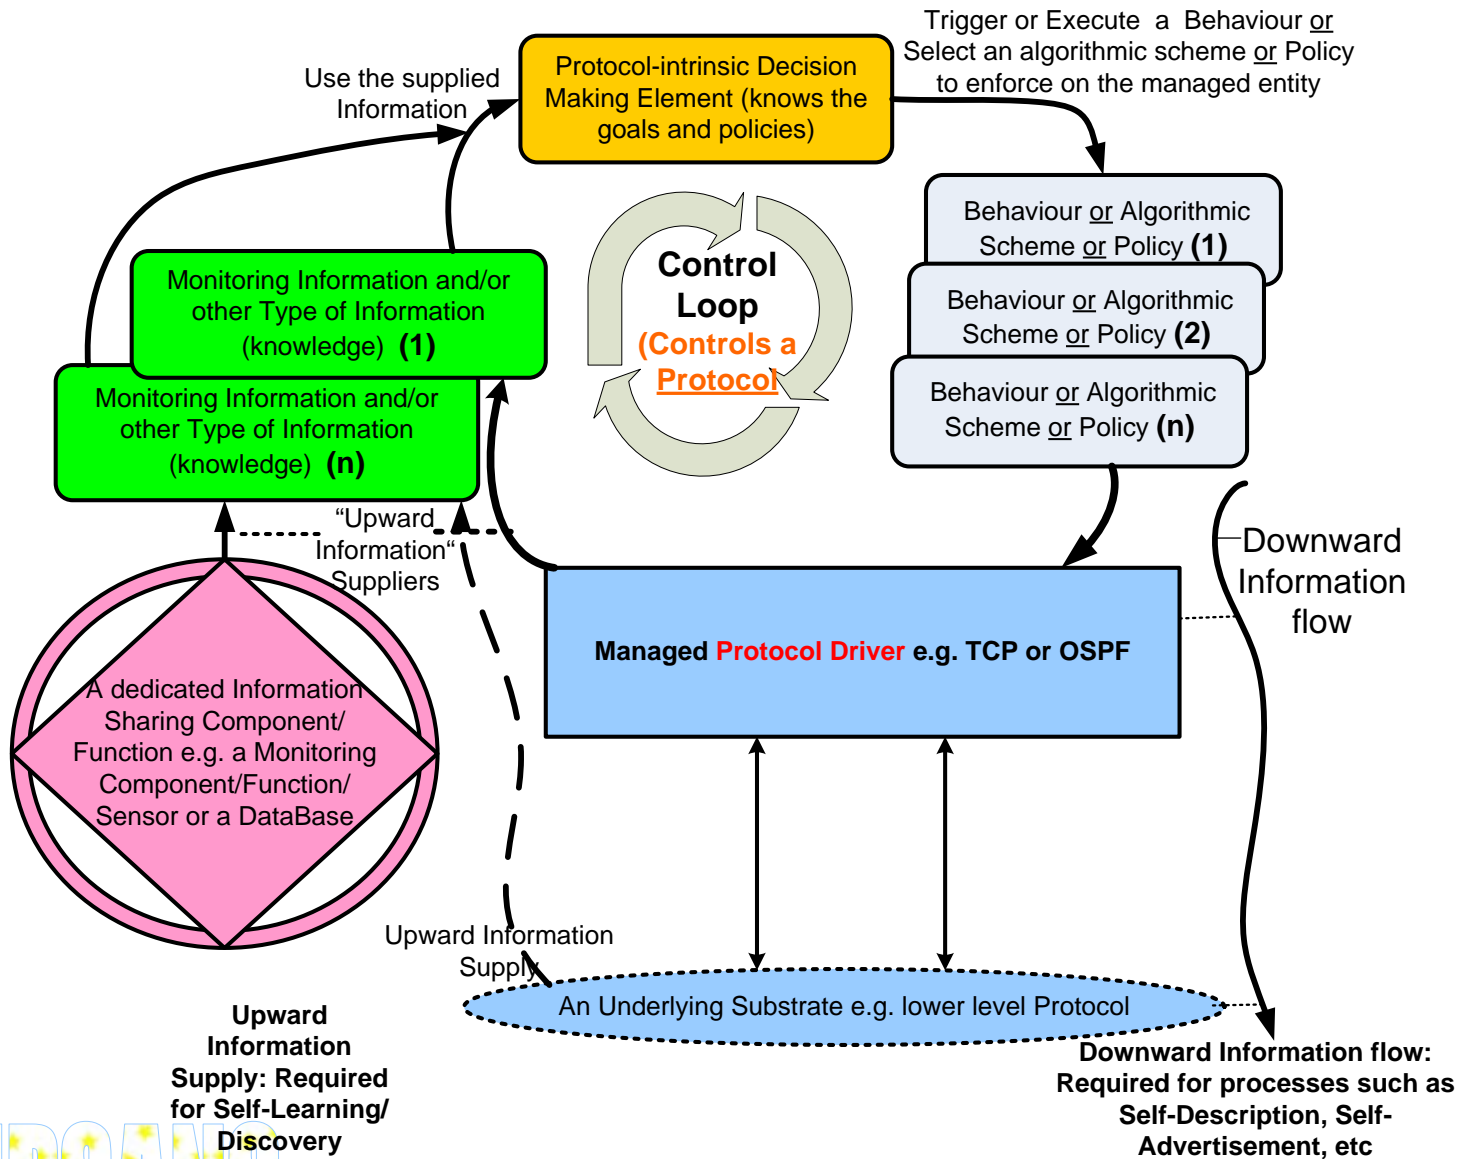 Trigger or Execute a Behaviour or
Select an algorithmic scheme or Policy
to enforce on the managed entity
Use the supplied
Information
Protocol-intrinsic Decision
Making Element (knows the
goals and policies)
Behaviour or Algorithmic
Scheme or Policy (1)
Behaviour or Algorithmic
Scheme or Policy (2)
Behaviour or Algorithmic
Scheme or Policy (n)
Control
Loop
(Controls a
Protocol
Monitoring Information and/or
other Type of Information
(knowledge) (1)
Monitoring Information and/or
other Type of Information
(knowledge) (n)
“Upward
Information“
Suppliers
Downward
Information
flow
Managed Protocol Driver e.g. TCP or OSPF
A dedicated Information
Sharing Component/
Function e.g. a Monitoring
Component/Function/
Sensor or a DataBase
Upward Information
Supply
An Underlying Substrate e.g. lower level Protocol
Upward
Information
Supply: Required
for Self-Learning/
Discovery
Downward Information flow:
Required for processes such as
Self-Description, Self-
Advertisement, etc